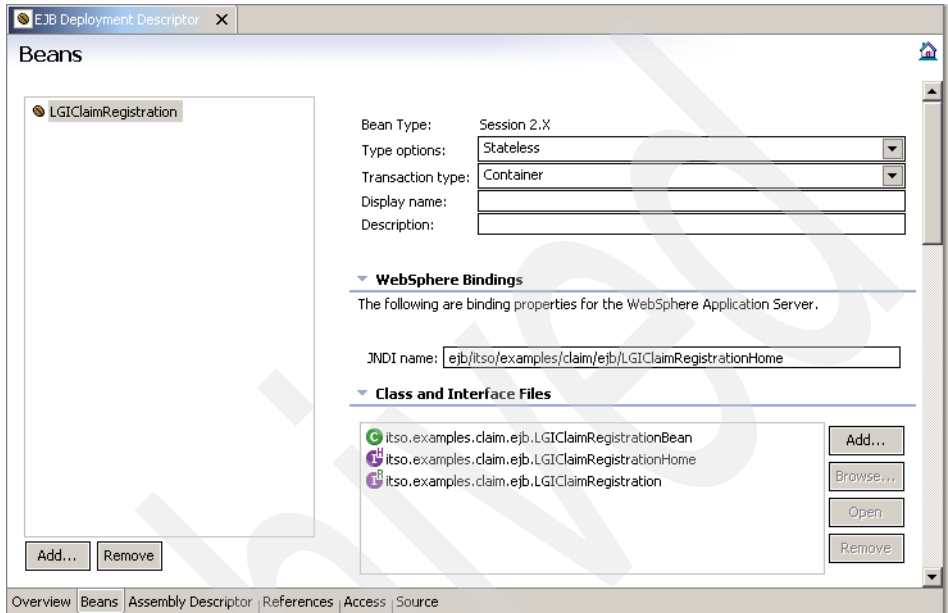 EJB Deployment Descriptor X
Beans
LGIClaimRegistration
Bean Type: Session 2.X
Type options: Stateless
Transaction type: Container
Display name:
Description:
WebSphere Bindings
The following are binding properties for the WebSphere Application Server.
JNDI name: ejb/itso/examples/claim/ejb/LGIClaimRegistrationHome
Class and Interface Files
C itso.examples.claim.ejb.LGIClaimRegistrationBean
I H itso.examples.claim.ejb.LGIClaimRegistrationHome
I R itso.examples.claim.ejb.LGIClaimRegistration
Add...
Browse...
Open
Remove
Add... Remove
Overview Beans Assembly Descriptor References Access Source
hived